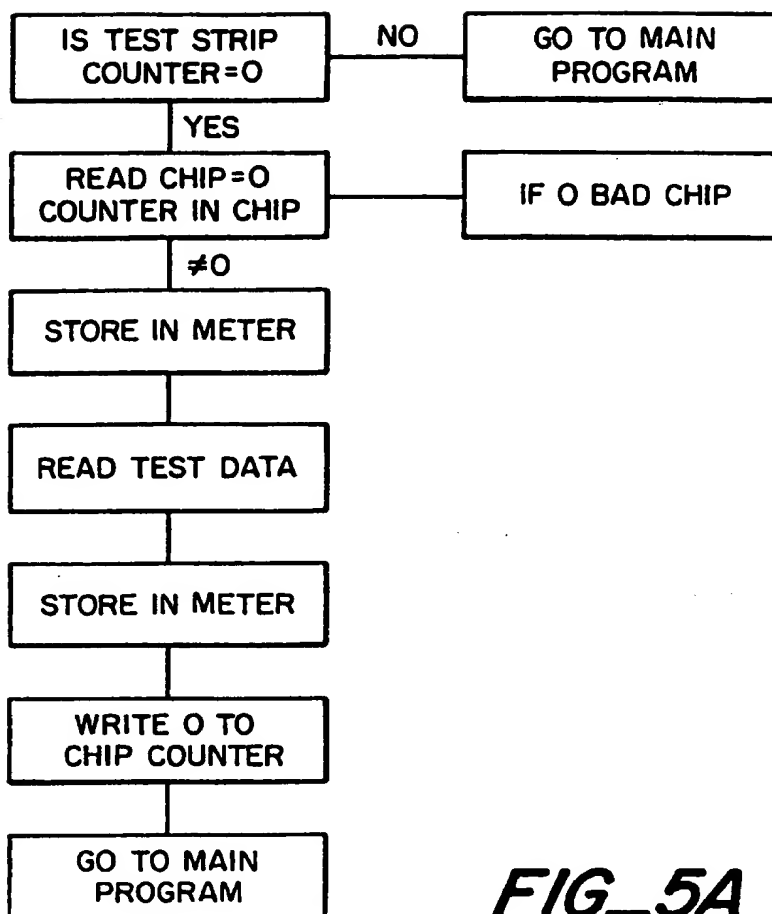 IS TEST STRIP
COUNTER=0
NO
GO TO MAIN
PROGRAM
YES
READ CHIP=0
COUNTER IN CHIP
IF 0 BAD CHIP
≠0
STORE IN METER
READ TEST DATA
STORE IN METER
WRITE 0 TO
CHIP COUNTER
GO TO MAIN
PROGRAM
FIG_5A